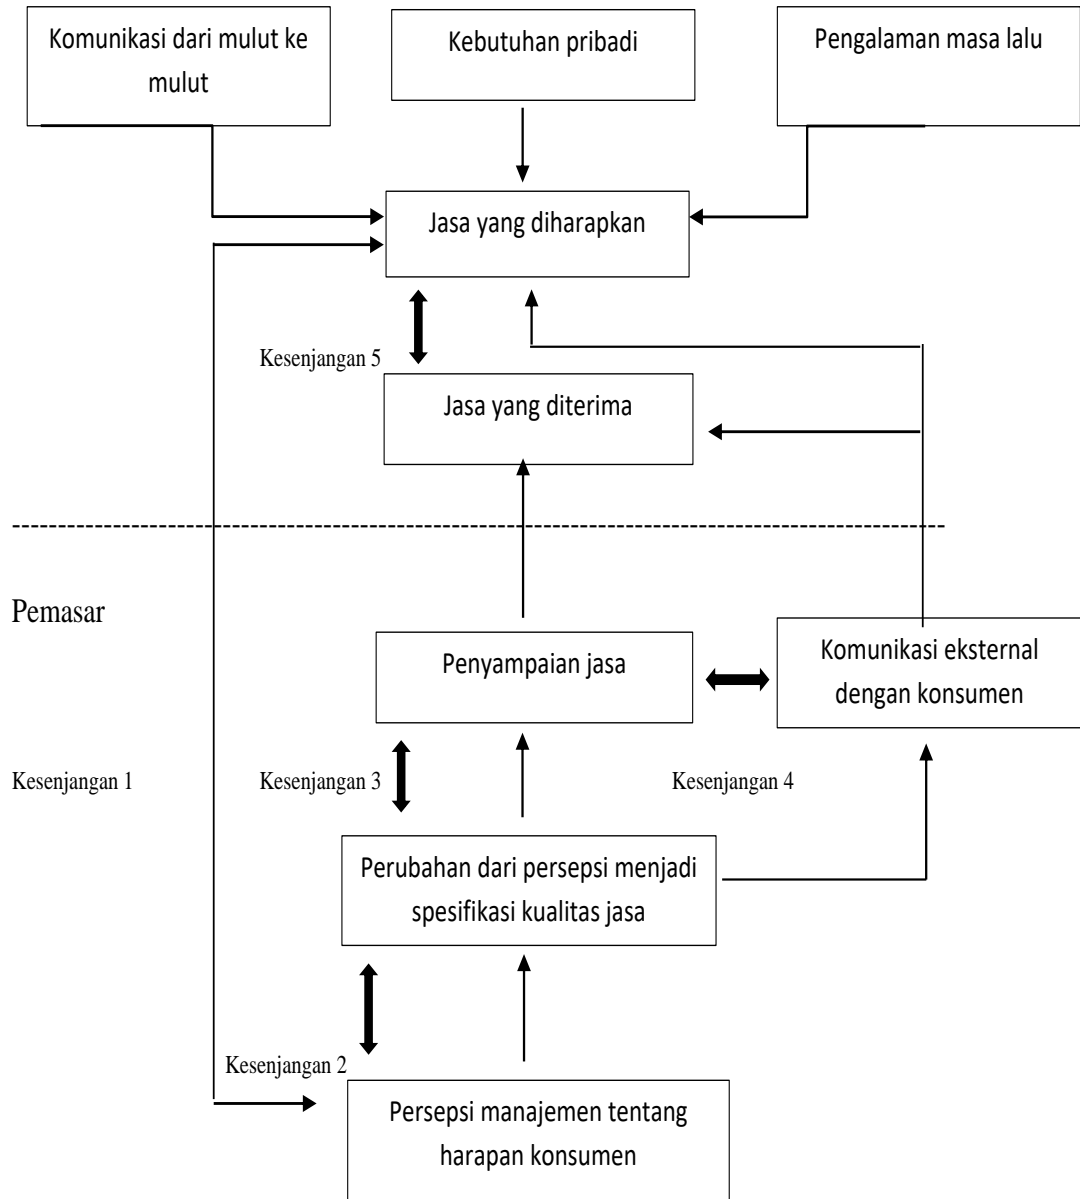 Komunikasi dari mulut ke
mulut
Kebutuhan pribadi
Pengalaman masa lalu
Jasa yang diharapkan
Kesenjangan 5
Jasa yang diterima
Pemasar
Penyampaian jasa
Komunikasi eksternal
dengan konsumen
Kesenjangan 1
Kesenjangan 3
Kesenjangan 4
Perubahan dari persepsi menjadi
spesifikasi kualitas jasa
Kesenjangan 2
Persepsi manajemen tentang
harapan konsumen